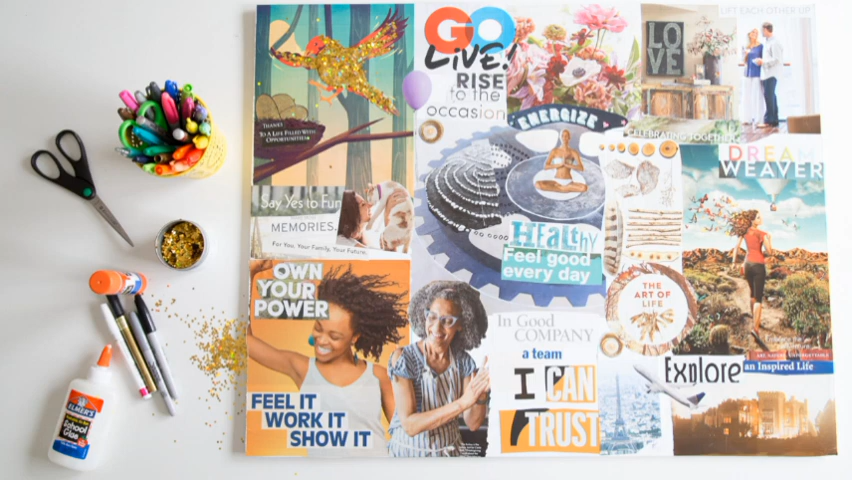 THANKS
TO A LIFE FILLED WITH
OPPORTUNITIES!
Say Yes to Fun
MEMORIES.
For You. Your Family. Your Future.
OWN
YOUR
POWER
FEEL IT
WORK IT
SHOW IT
GO
LIVE!
RISE
to the
occasion
ENERGIZE
HEALTHY
Feel good
every day
In Good
COMPANY
a team
I CAN
TRUST
LIFT EACH OTHER UP
LOVE
CELEBRATING TOGETHER
DREAM
WEAVER
THE
ART OF
LIFE
Explore
an Inspired Life
ELMER'S
School
Glue